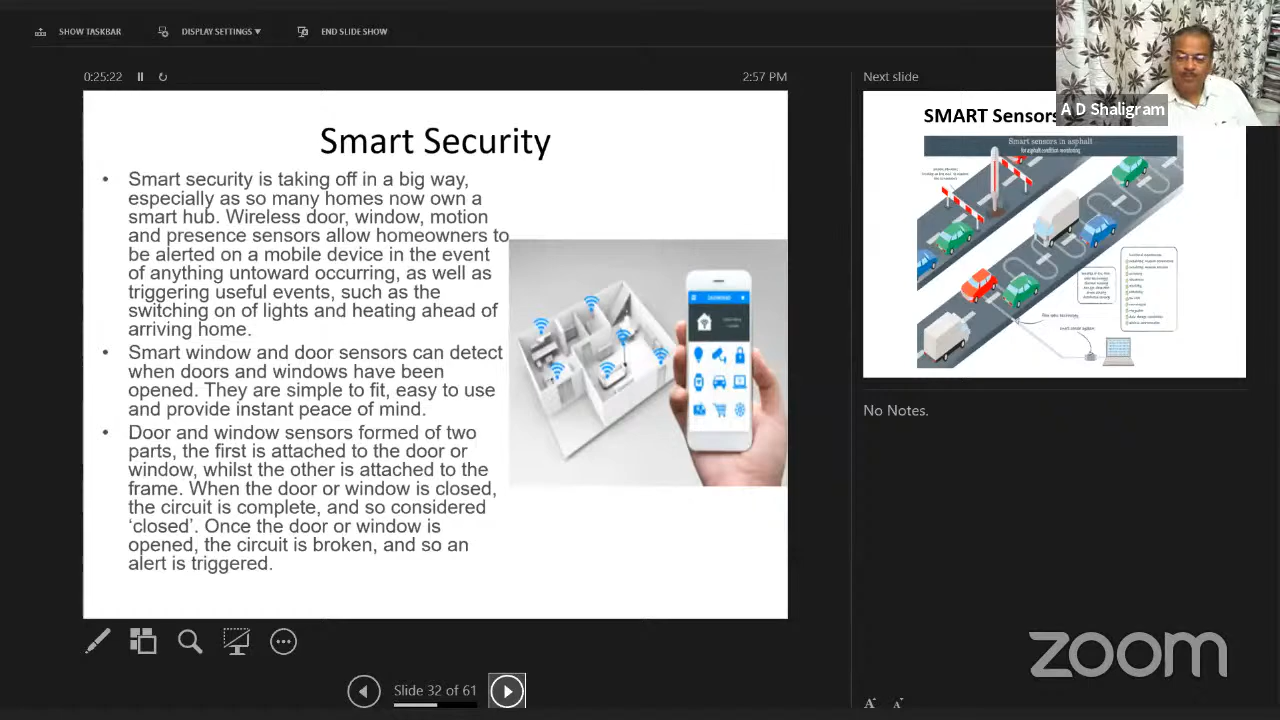 SHOW TASKBAR
DISPLAY SETTINGS ▾
END SLIDE SHOW
0:25:22
2:57 PM
Smart Security
• Smart security is taking off in a big way,
especially as so many homes now own a
smart hub. Wireless door, window, motion
and presence sensors allow homeowners to
be alerted on a mobile device in the event
of anything untoward occurring, as well as
triggering useful events, such as the
switching on of lights and heating ahead of
arriving home.
• Smart window and door sensors can detect
when doors and windows have been
opened. They are simple to fit, easy to use
and provide instant peace of mind.
• Door and window sensors formed of two
parts, the first is attached to the door or
window, whilst the other is attached to the
frame. When the door or window is closed,
the circuit is complete, and so considered
‘closed’. Once the door or window is
opened, the circuit is broken, and so an
alert is triggered.
Slide 32 of 61
Next slide
A D Shaligram
SMART Sensors
Smart sensors in asphalt
for asphalt condition monitoring
No Notes.
zoom